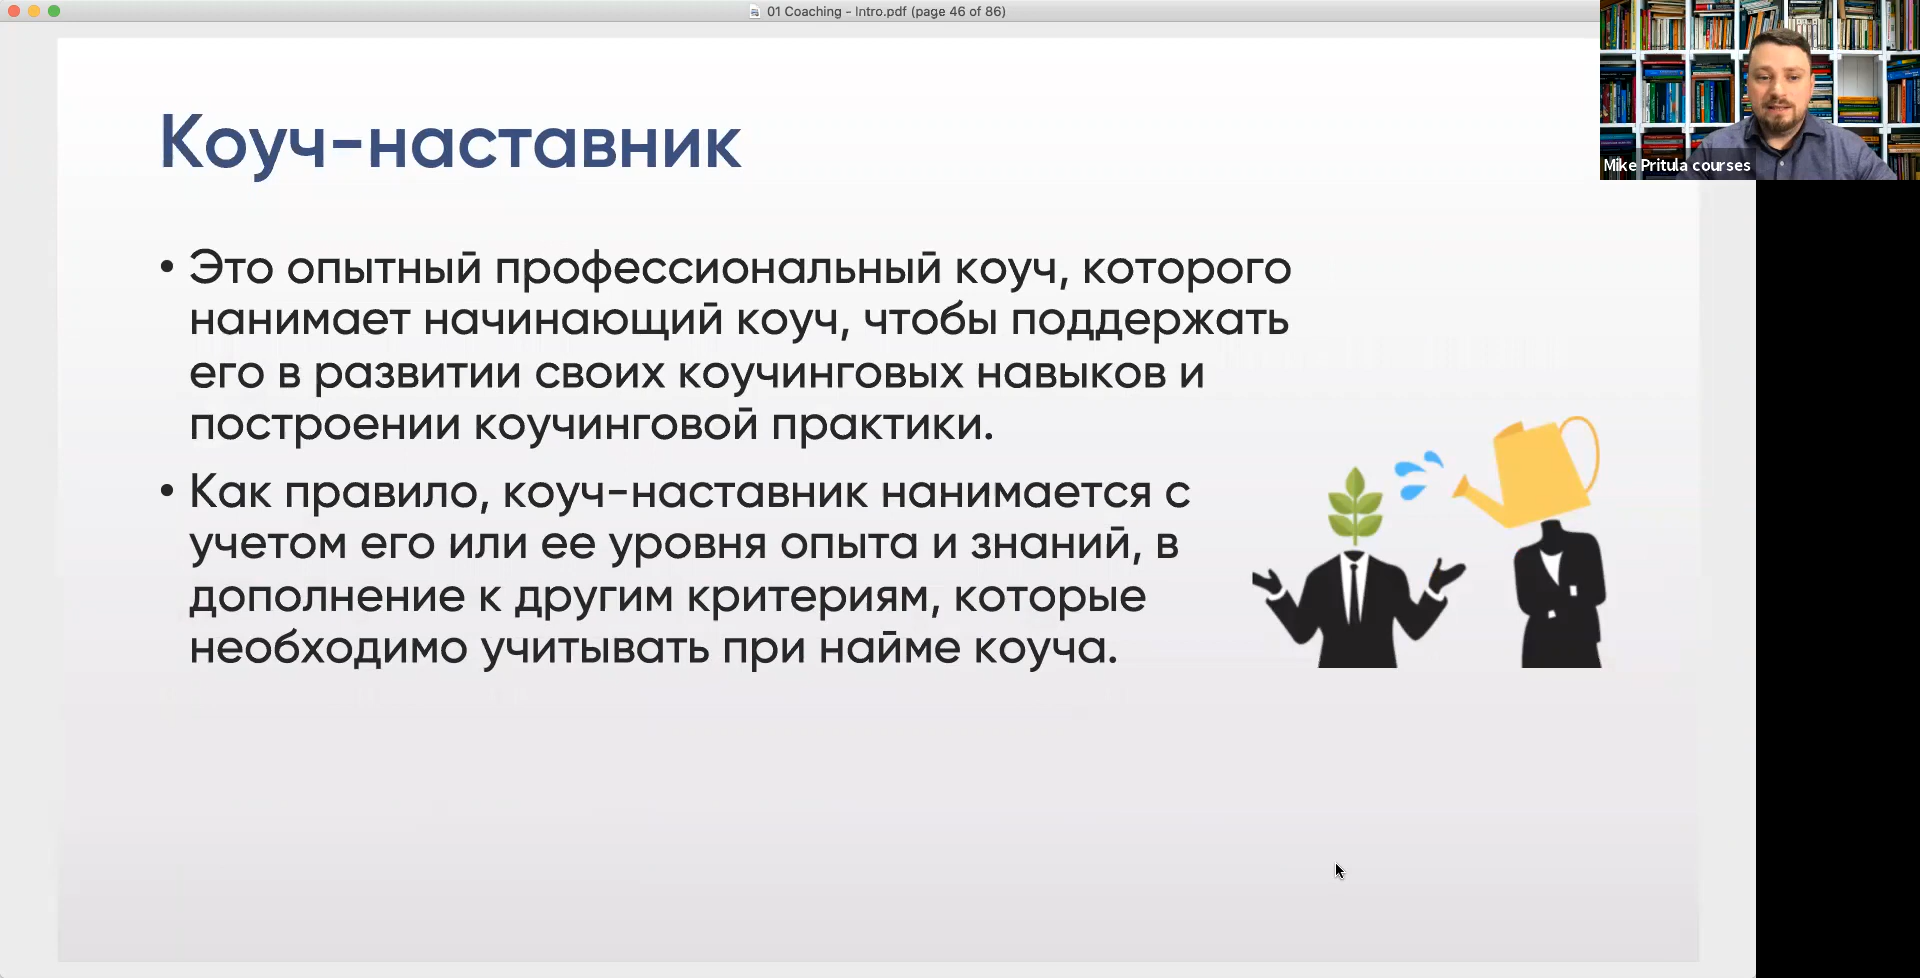 01 Coaching - Intro.pdf (page 46 of 86)
Mike Pritula courses
Коуч-наставник
• Это опытный профессиональный коуч, которого
нанимает начинающий коуч, чтобы поддержать
его в развитии своих коучинговых навыков и
построении коучинговой практики.
• Как правило, коуч-наставник нанимается с
учетом его или ее уровня опыта и знаний, в
дополнение к другим критериям, которые
необходимо учитывать при найме коуча.